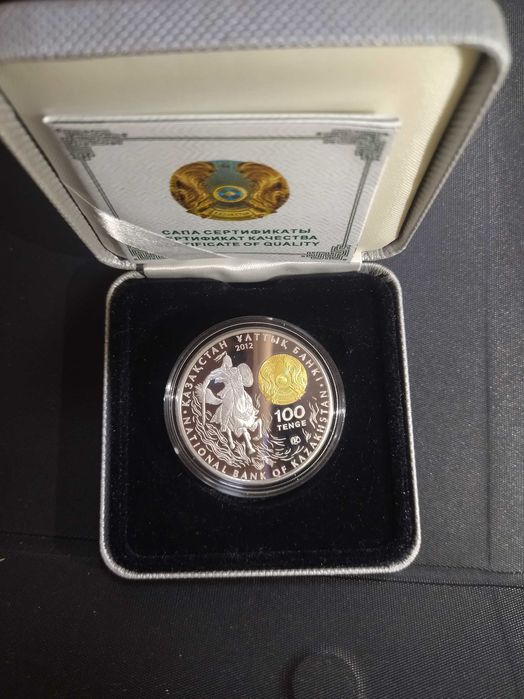 САПА СЕРТИФИКАТЫ
СЕРТИФИКАТ КАЧЕСТВА
CERTIFICATE OF QUALITY
ҚАЗАҚСТАН ҰЛТТЫҚ БАНКІ
2012
100
TENGE
NATIONAL BANK OF KAZAKHSTAN